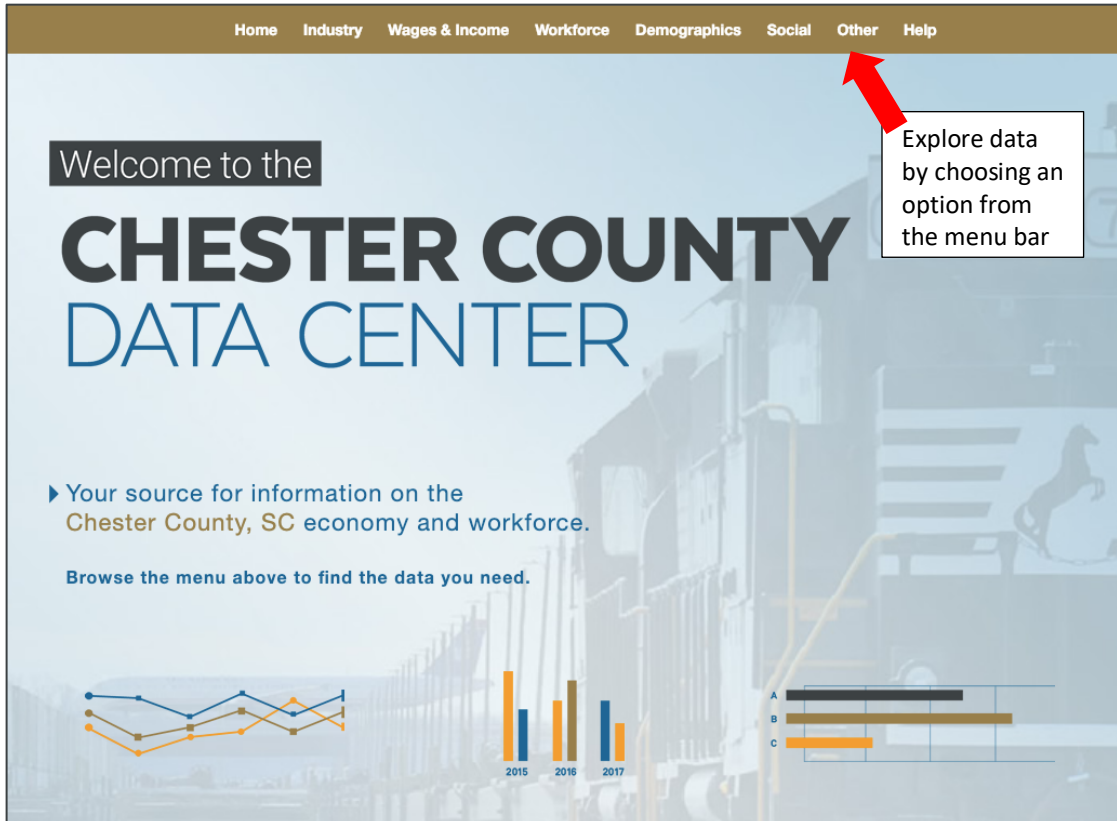 Home Industry Wages & Income Workforce Demographics Social Other Help
Explore data
by choosing an
option from
the menu bar
Welcome to the
CHESTER COUNTY
DATA CENTER
Your source for information on the
Chester County, SC economy and workforce.
Browse the menu above to find the data you need.
2015 2016 2017
A
B
C